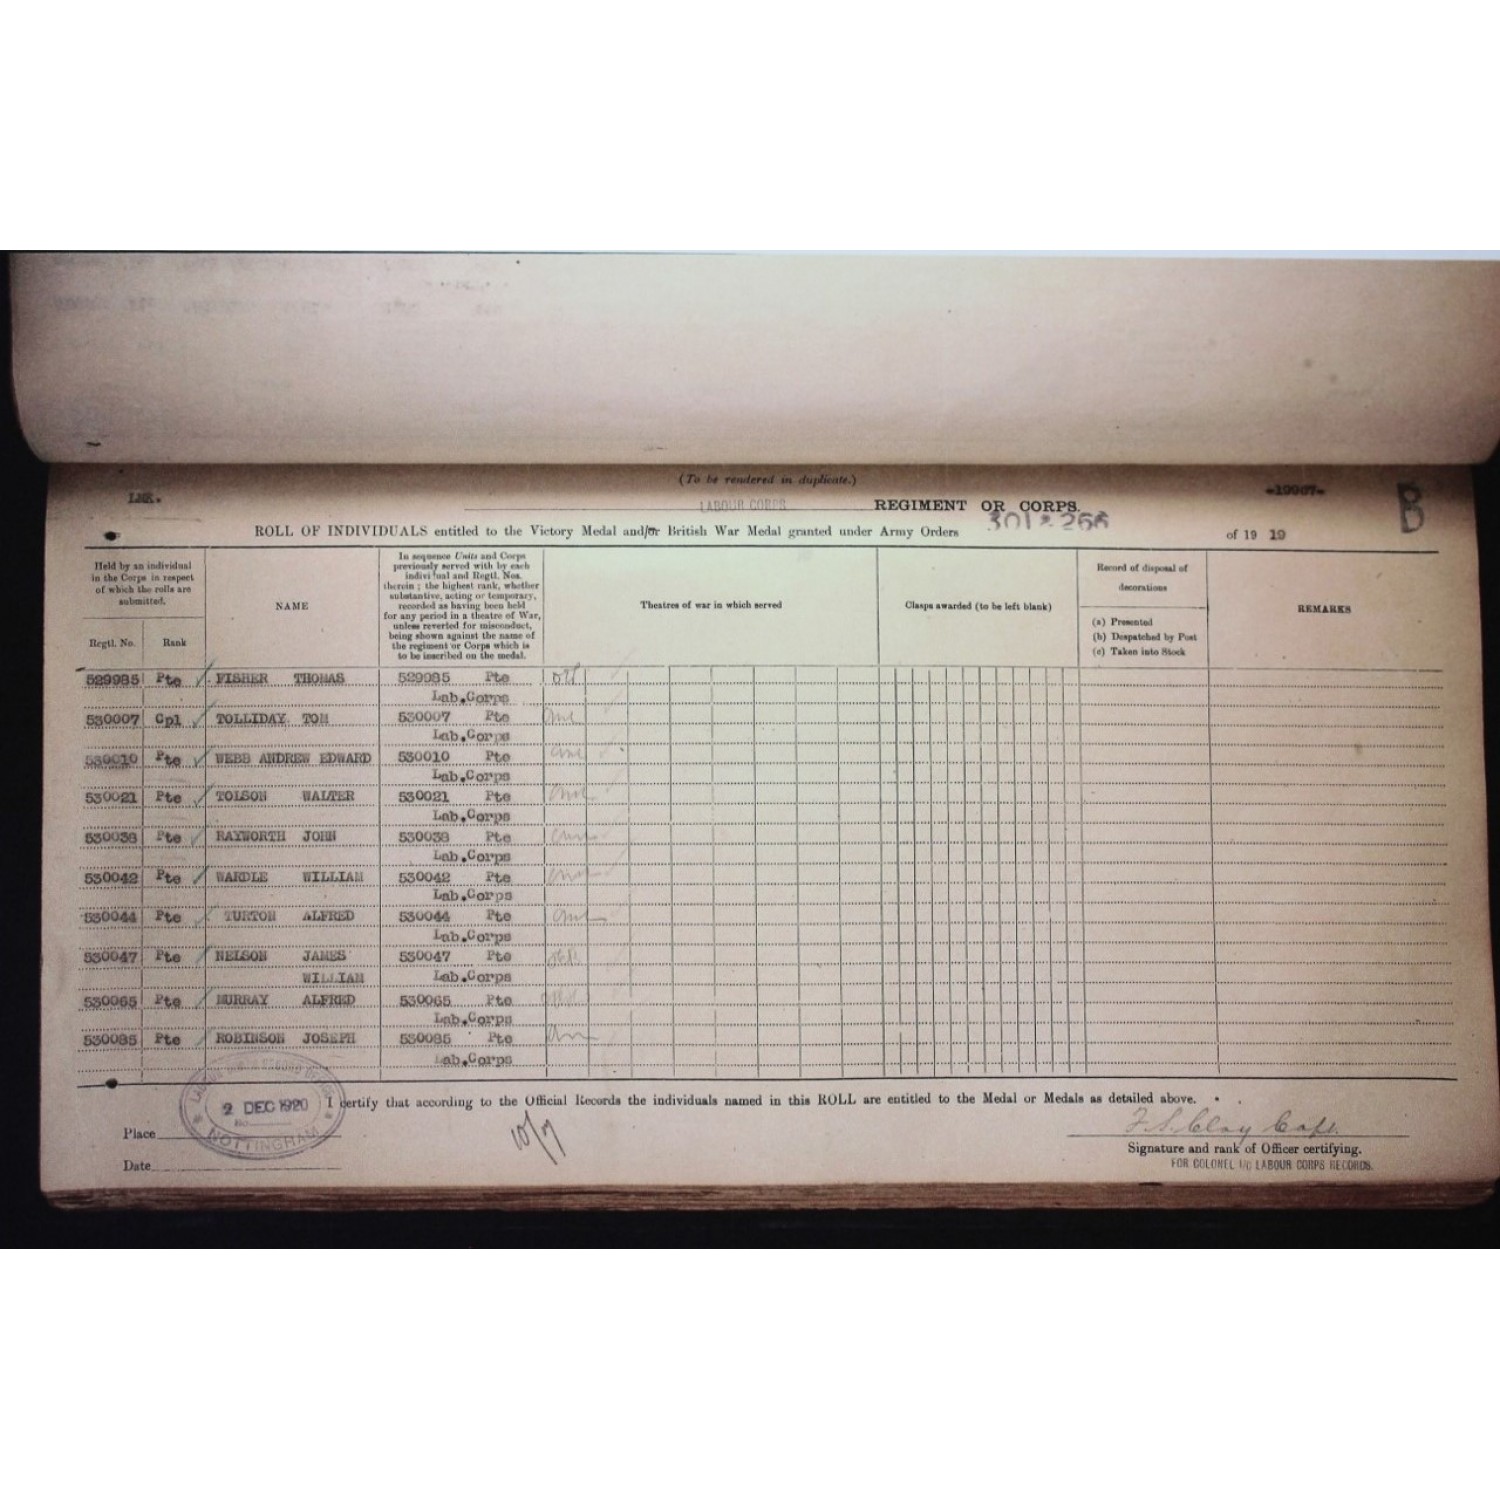 (To be rendered in duplicate.)
LME.
-19907-
B
LABOUR CORPS REGIMENT OR CORPS.
ROLL OF INDIVIDUALS entitled to the Victory Medal and/or British War Medal granted under Army Orders 301 & 266 of 19 19
Held by an individual in the Corps in respect of which the rolls are submitted.
Regtl. No. Rank
NAME
In sequence Units and Corps
previously served with by each
individual and Regtl. Nos.
therein ; the highest rank, whether
substantive, acting or temporary,
recorded as having been held
for any period in a theatre of War,
unless reverted for misconduct,
being shown against the name of
the regiment or Corps which is
to be inscribed on the medal.
Theatres of war in which served
Clasps awarded (to be left blank)
Record of disposal of
decorations
(a) Presented
(b) Despatched by Post
(c) Taken into Stock
REMARKS
529985 Pte FISHER THOMAS 529985 Pte
Lab.Corps
530007 Cpl TOLLIDAY TOM 530007 Pte
Lab.Corps
530010 Pte WEBB ANDREW EDWARD 530010 Pte
Lab.Corps
530021 Pte TOLSON WALTER 530021 Pte
Lab.Corps
530038 Pte RAYWORTH JOHN 530038 Pte
Lab.Corps
530042 Pte WARDLE WILLIAM 530042 Pte
Lab.Corps
530044 Pte TURTON ALFRED 530044 Pte
Lab.Corps
530047 Pte NELSON JAMES 530047 Pte
WILLIAM Lab.Corps
530065 Pte MURRAY ALFRED 530065 Pte
Lab.Corps
530085 Pte ROBINSON JOSEPH 530085 Pte
Lab.Corps
2 DEC 1920
NOTTINGHAM
I certify that according to the Official Records the individuals named in this ROLL are entitled to the Medal or Medals as detailed above.
Place
Date
10/7
F.S. Clay Capt.
Signature and rank of Officer certifying.
FOR COLONEL I/C LABOUR CORPS RECORDS.